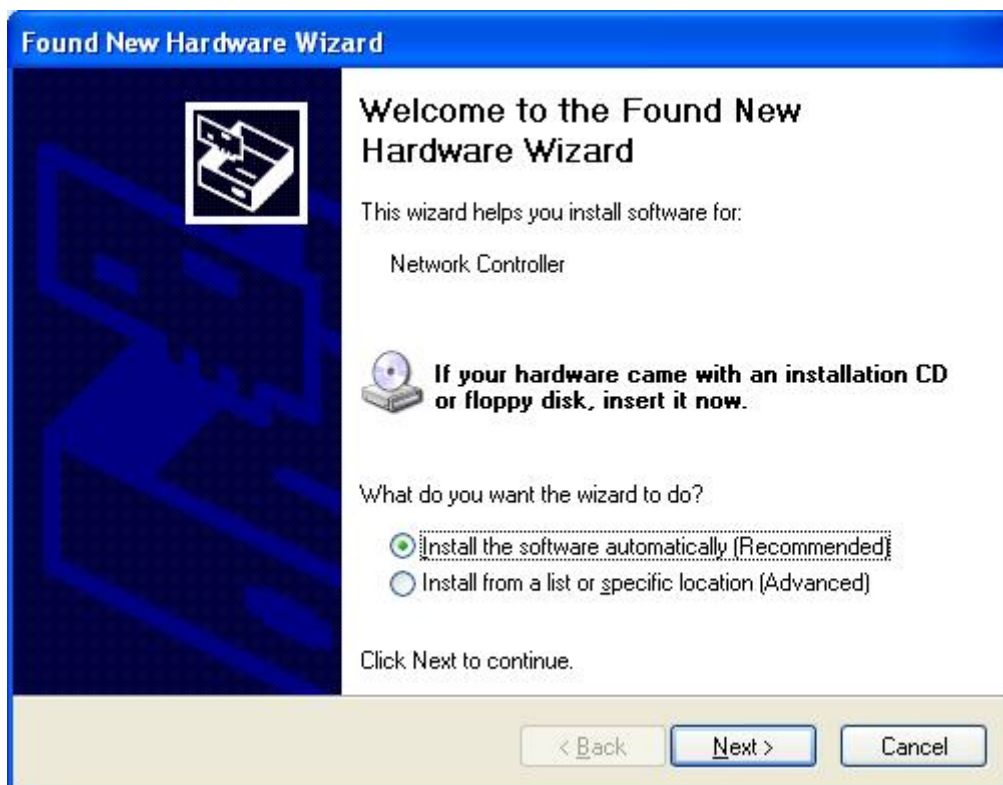 Found New Hardware Wizard
Welcome to the Found New
Hardware Wizard
This wizard helps you install software for:
Network Controller
If your hardware came with an installation CD
or floppy disk, insert it now.
What do you want the wizard to do?
Install the software automatically (Recommended)
Install from a list or specific location (Advanced)
Click Next to continue.
< Back Next > Cancel